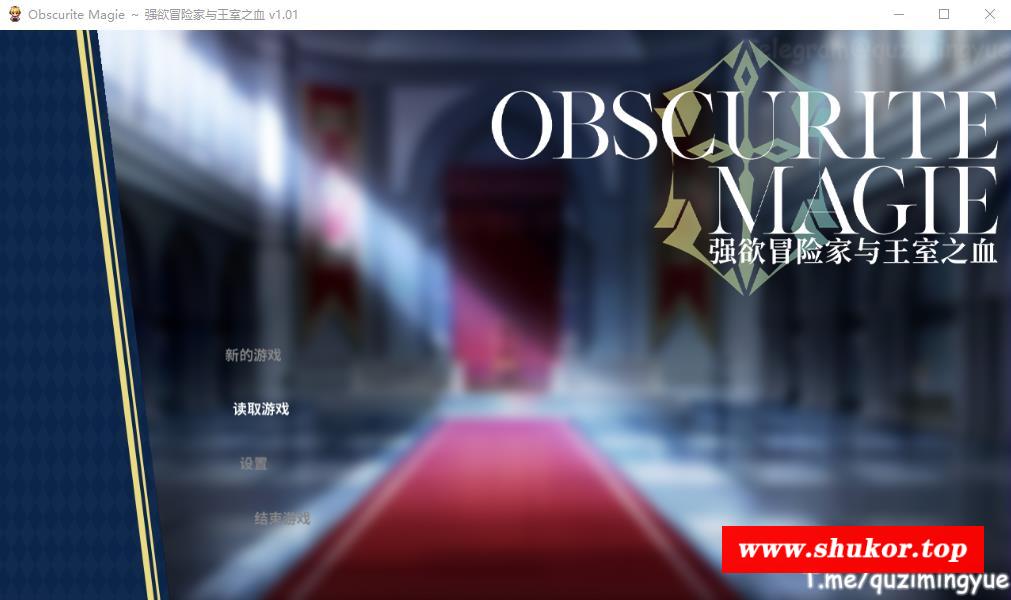 Obscurite Magie ~ 强欲冒险家与王室之血 v1.01
telegram@quzimingyue
OBSCURITE
MAGIE
强欲冒险家与王室之血
新的游戏
读取游戏
设置
结束游戏
www.shukor.top
T.me/quzimingyue